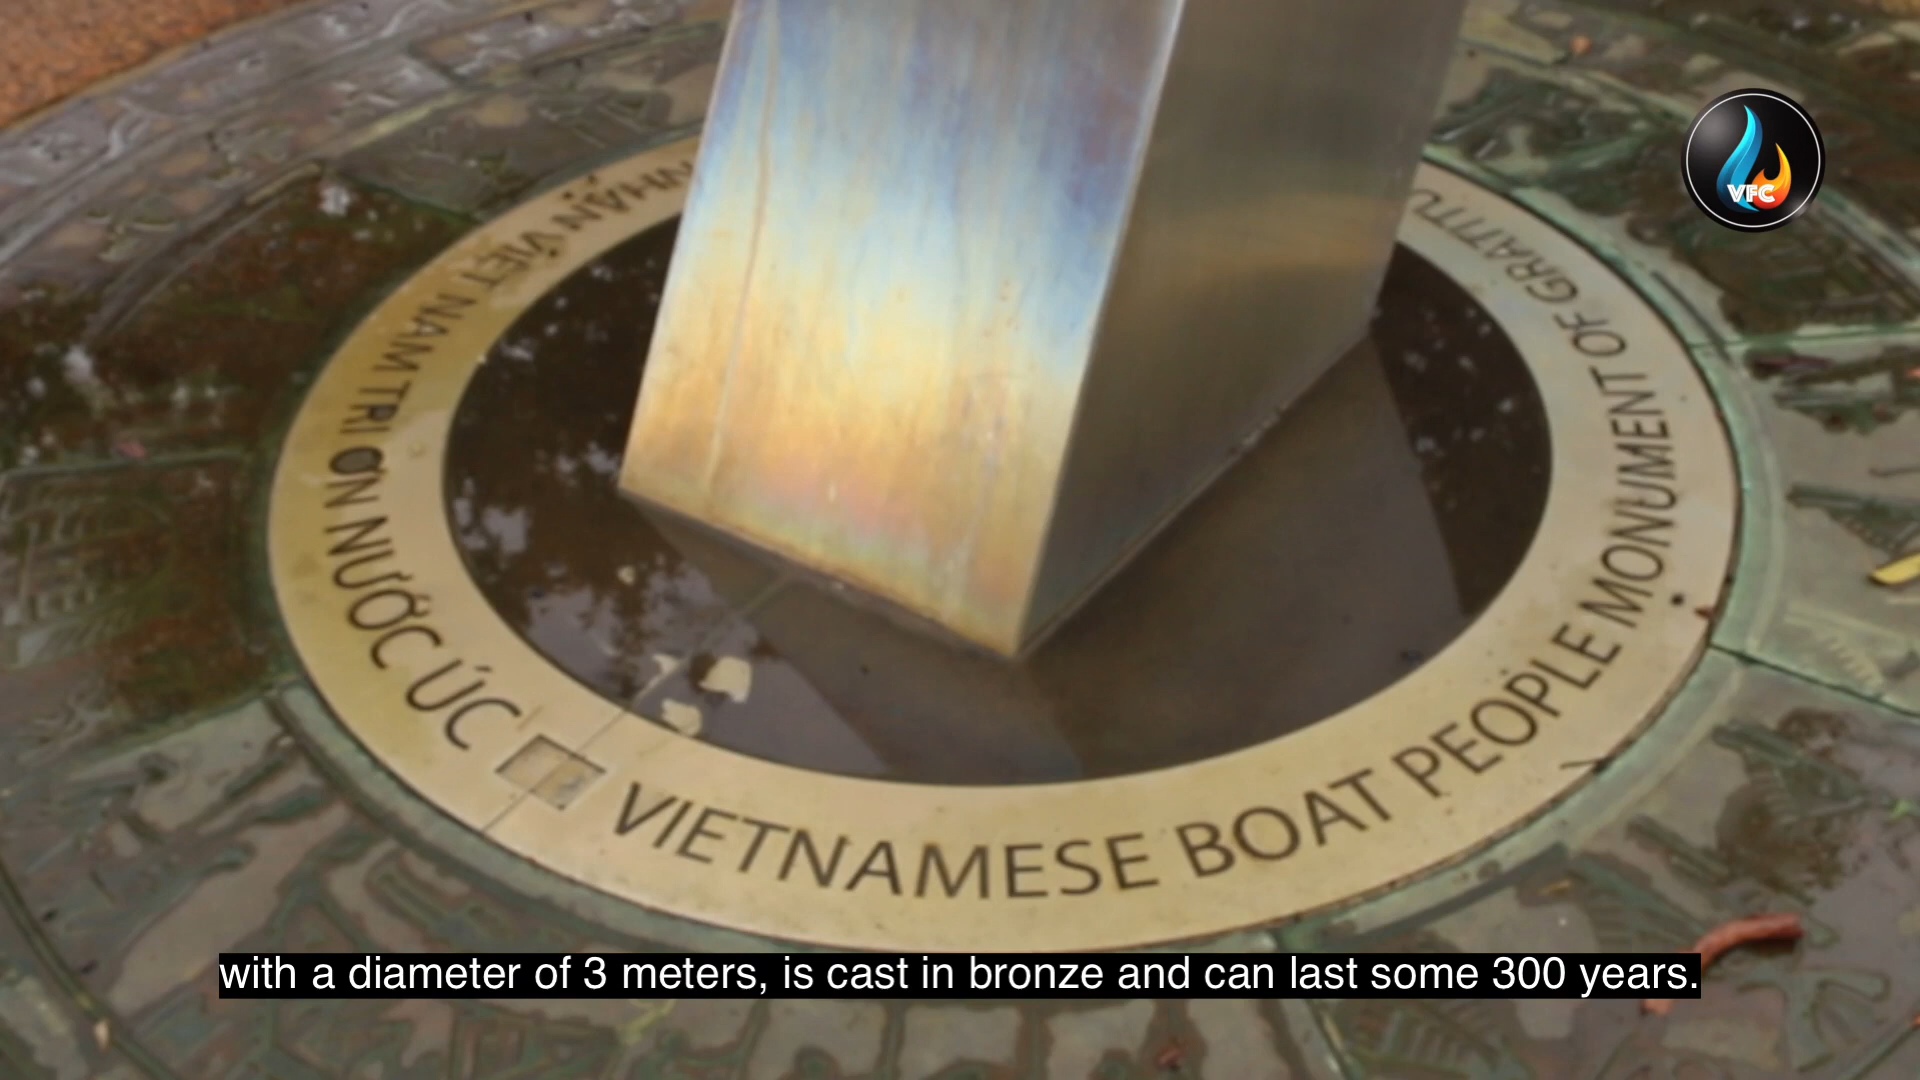 VFC
NHÂN VIỆT NAM TRI ƠN NƯỚC ÚC
VIETNAMESE BOAT PEOPLE MONUMENT OF
with a diameter of 3 meters, is cast in bronze and can last some 300 years.